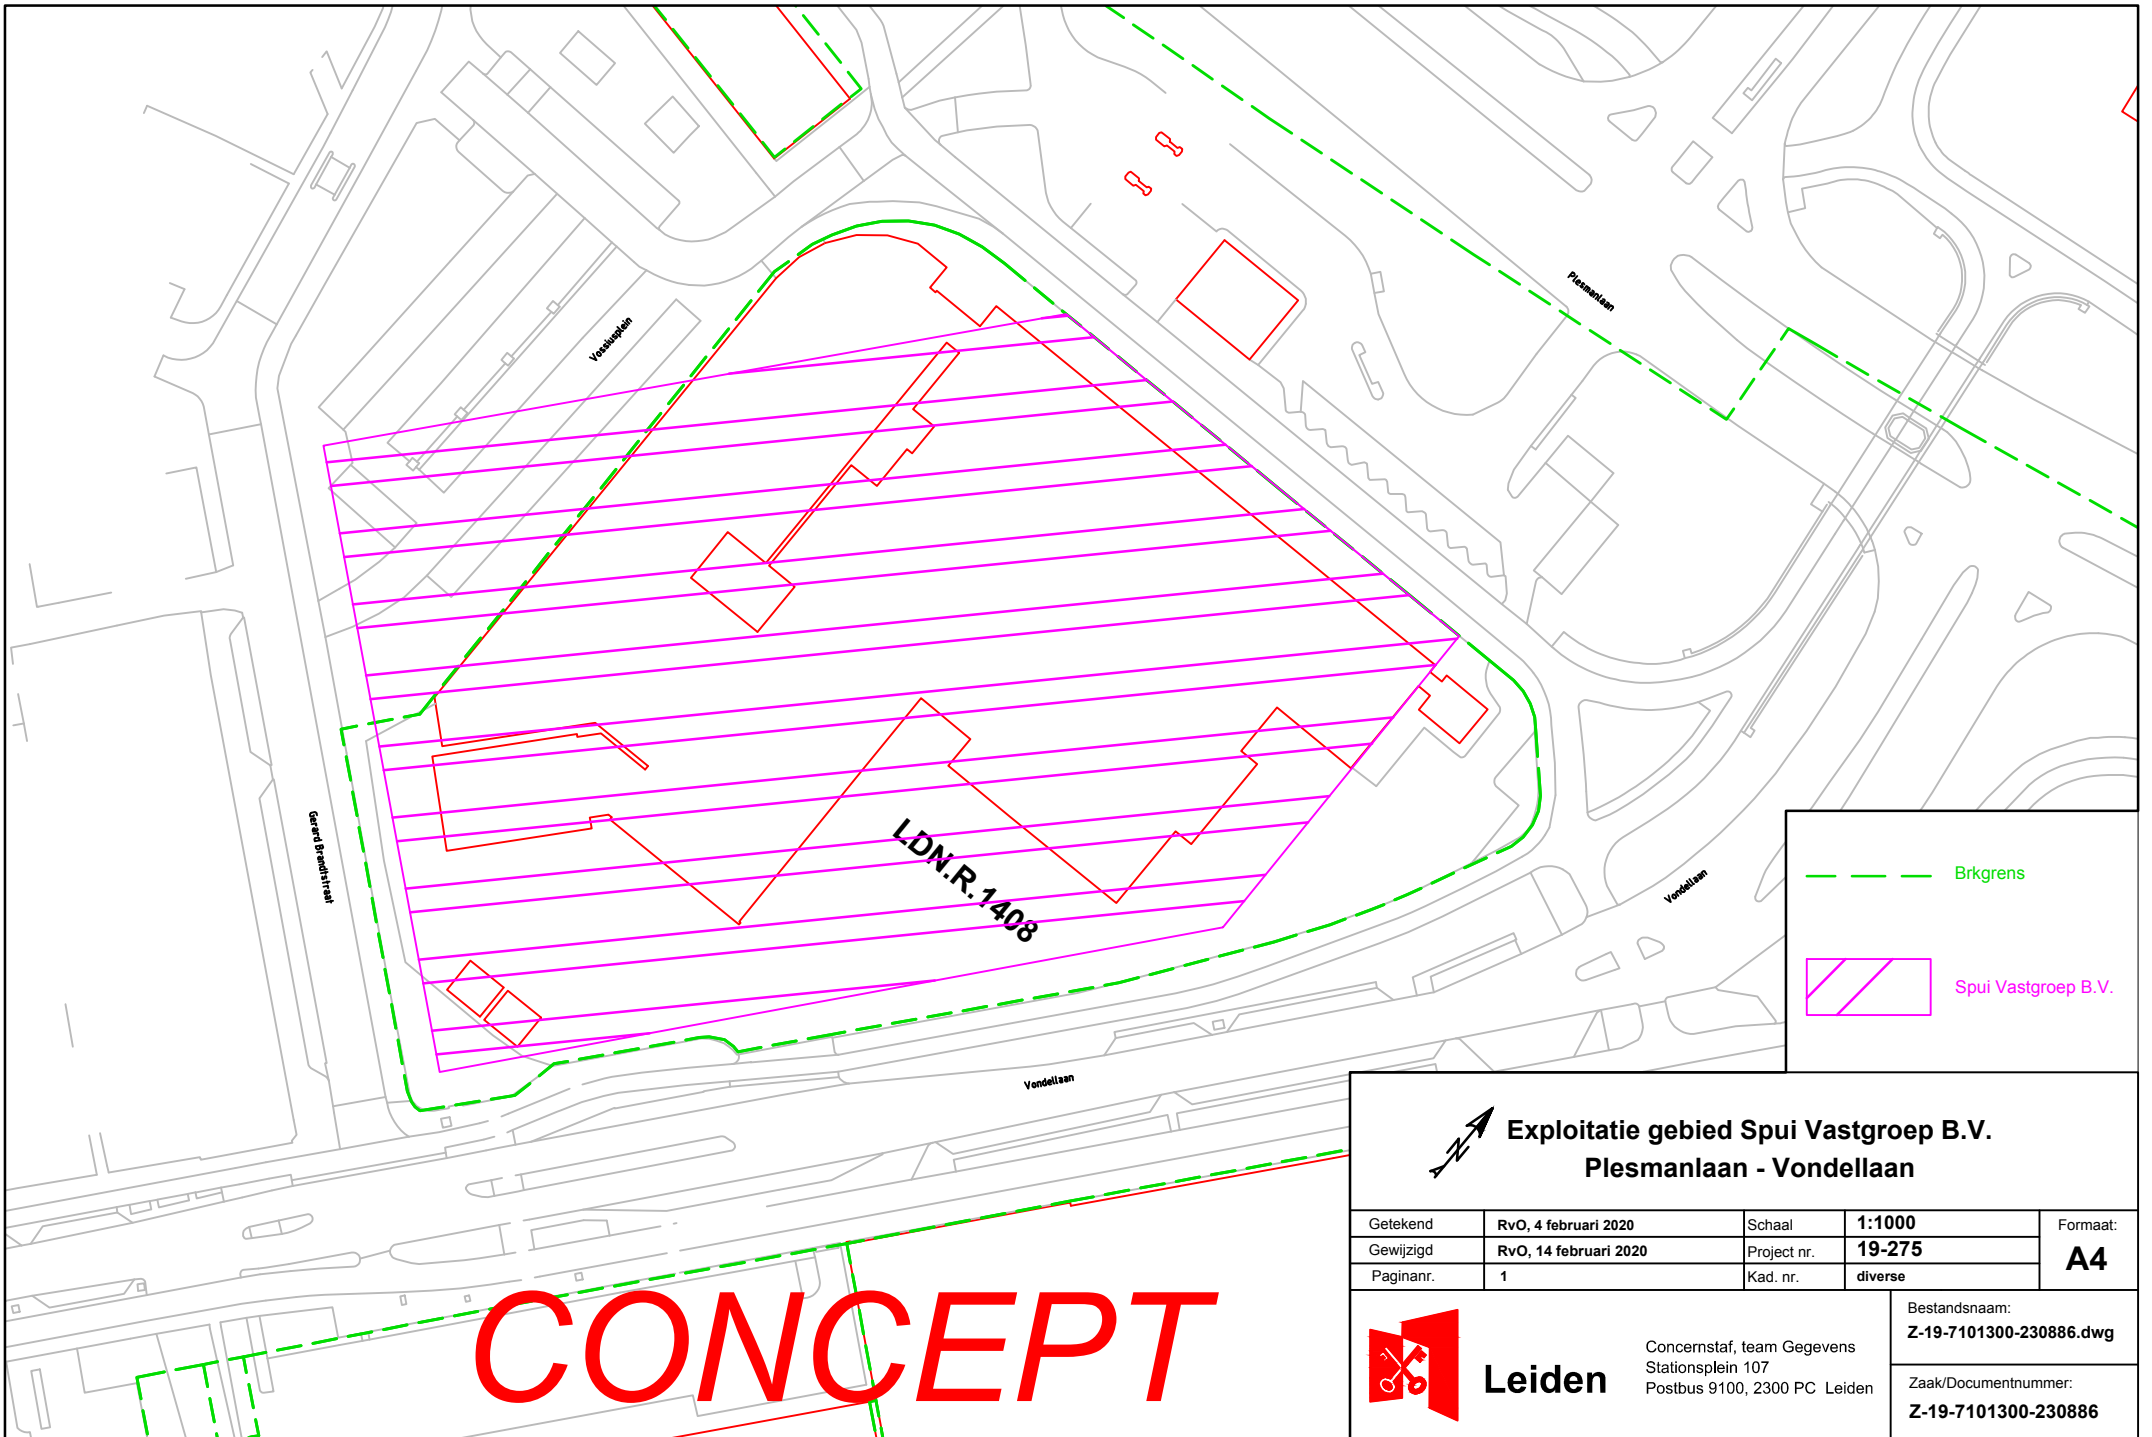 Plesmanlaan
Vossiusplein
Gerard Brandtstraat
LDN.R.1408
Vondellaan
Vondellaan
Brkgrens
Spui Vastgroep B.V.
N
Exploitatie gebied Spui Vastgroep B.V.
Plesmanlaan - Vondellaan
Getekend RvO, 4 februari 2020 Schaal 1:1000 Formaat:
Gewijzigd RvO, 14 februari 2020 Project nr. 19-275 A4
Paginanr. 1 Kad. nr. diverse
CONCEPT
Leiden
Concernstaf, team Gegevens
Stationsplein 107
Postbus 9100, 2300 PC Leiden
Bestandsnaam:
Z-19-7101300-230886.dwg
Zaak/Documentnummer:
Z-19-7101300-230886